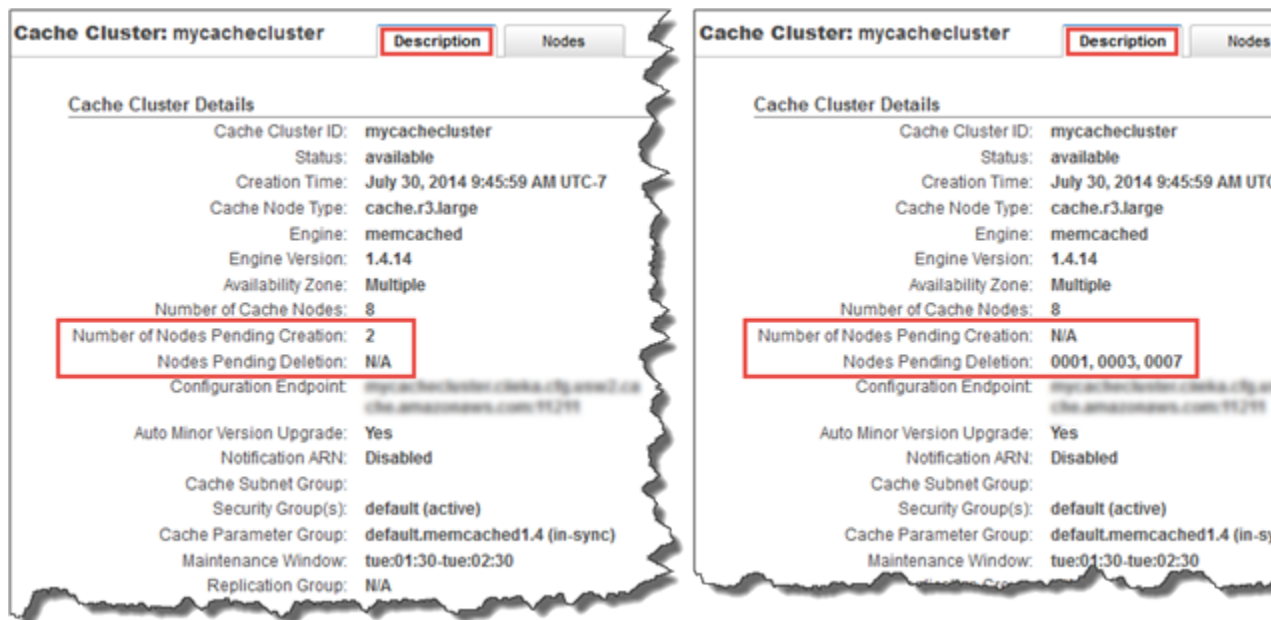 Cache Cluster: mycachecluster
Description
Nodes
Cache Cluster Details
Cache Cluster ID: mycachecluster
Status: available
Creation Time: July 30, 2014 9:45:59 AM UTC-7
Cache Node Type: cache.r3.large
Engine: memcached
Engine Version: 1.4.14
Availability Zone: Multiple
Number of Cache Nodes: 8
Number of Nodes Pending Creation: 2
Nodes Pending Deletion: N/A
Configuration Endpoint:
Auto Minor Version Upgrade: Yes
Notification ARN: Disabled
Cache Subnet Group:
Security Group(s): default (active)
Cache Parameter Group: default.memcached1.4 (in-sync)
Maintenance Window: tue:01:30-tue:02:30
Replication Group: N/A
Cache Cluster: mycachecluster
Description
Nodes
Cache Cluster Details
Cache Cluster ID: mycachecluster
Status: available
Creation Time: July 30, 2014 9:45:59 AM UTC
Cache Node Type: cache.r3.large
Engine: memcached
Engine Version: 1.4.14
Availability Zone: Multiple
Number of Cache Nodes: 8
Number of Nodes Pending Creation: N/A
Nodes Pending Deletion: 0001, 0003, 0007
Configuration Endpoint:
Auto Minor Version Upgrade: Yes
Notification ARN: Disabled
Cache Subnet Group:
Security Group(s): default (active)
Cache Parameter Group: default.memcached1.4 (in-sy
Maintenance Window: tue:01:30-tue:02:30